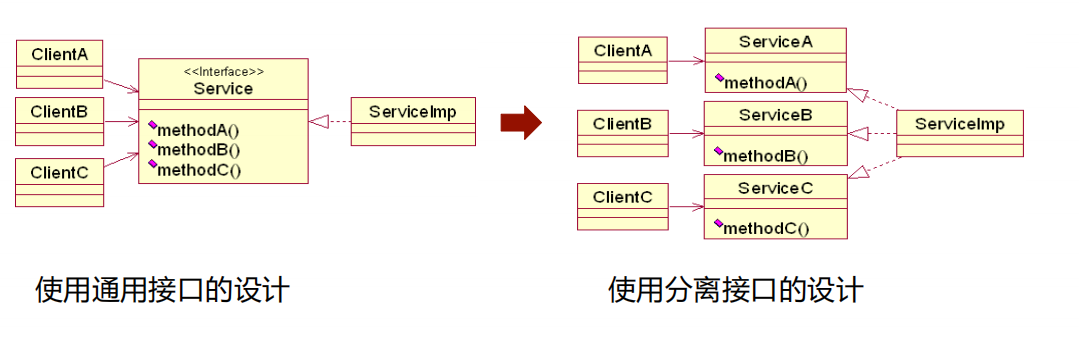 ClientA
ClientB
ClientC
<<Interface>>
Service
methodA()
methodB()
methodC()
ServiceImp
使用通用接口的设计
ClientA
ClientB
ClientC
ServiceA
methodA()
ServiceB
methodB()
ServiceC
methodC()
ServiceImp
使用分离接口的设计